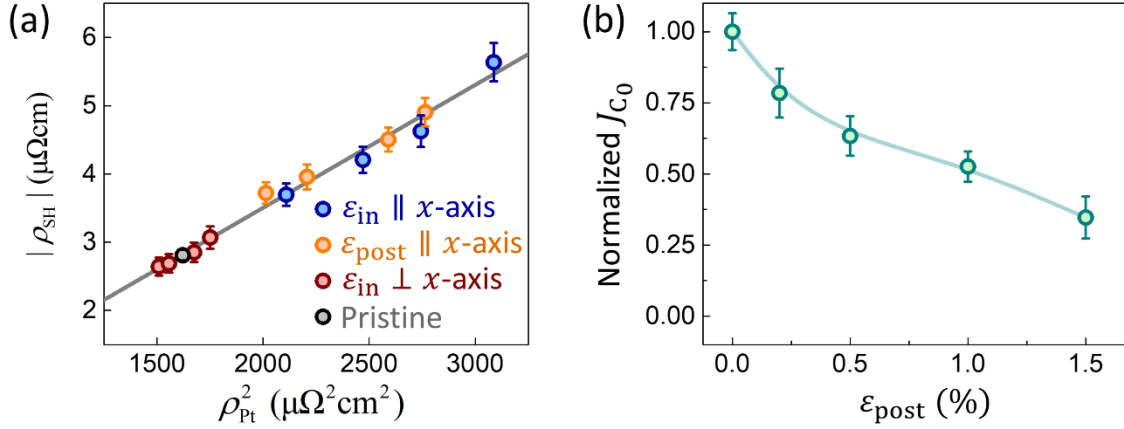 (a)
6
5
4
3
2
| ρSH | (μΩcm)
εin ∥ x-axis
εpost ∥ x-axis
εin ⊥ x-axis
Pristine
1500 2000 2500 3000
ρ²Pt (μΩ²cm²)
(b)
1.00
0.75
0.50
0.25
0.00
Normalized JC0
0.0 0.5 1.0 1.5
εpost (%)